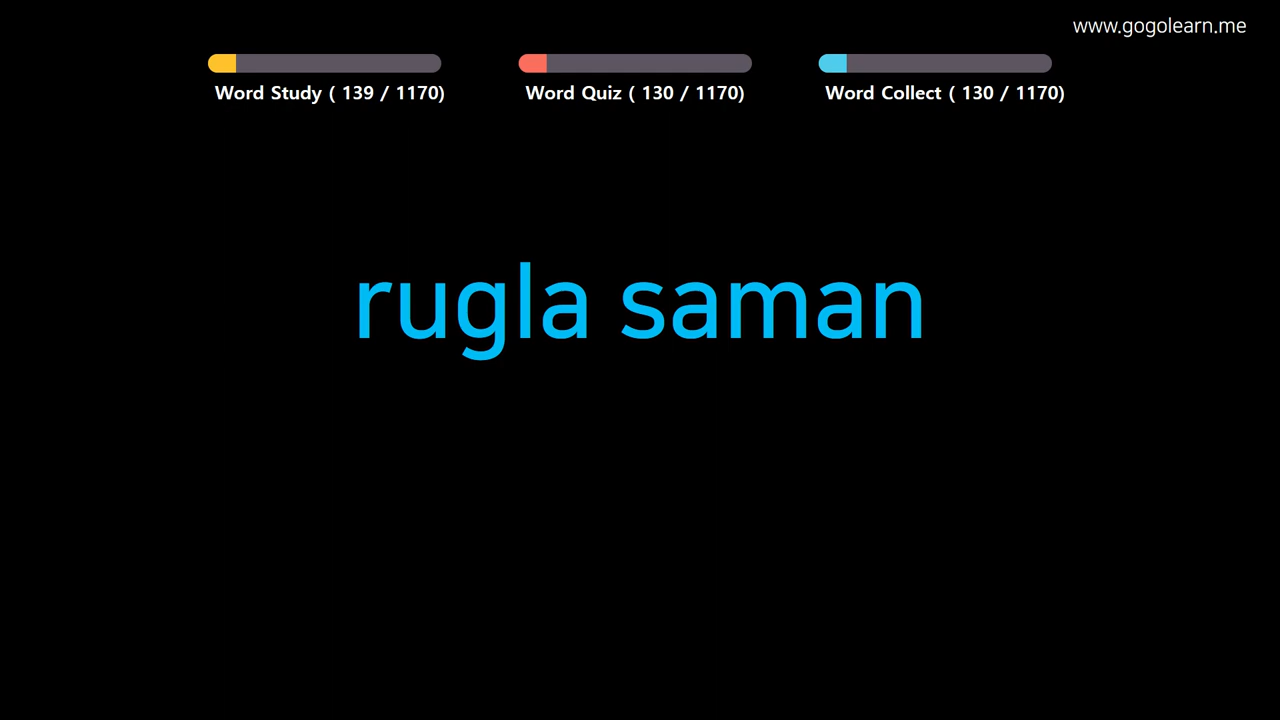 www.gogolearn.me
Word Study ( 139 / 1170)
Word Quiz ( 130 / 1170)
Word Collect ( 130 / 1170)
rugla saman